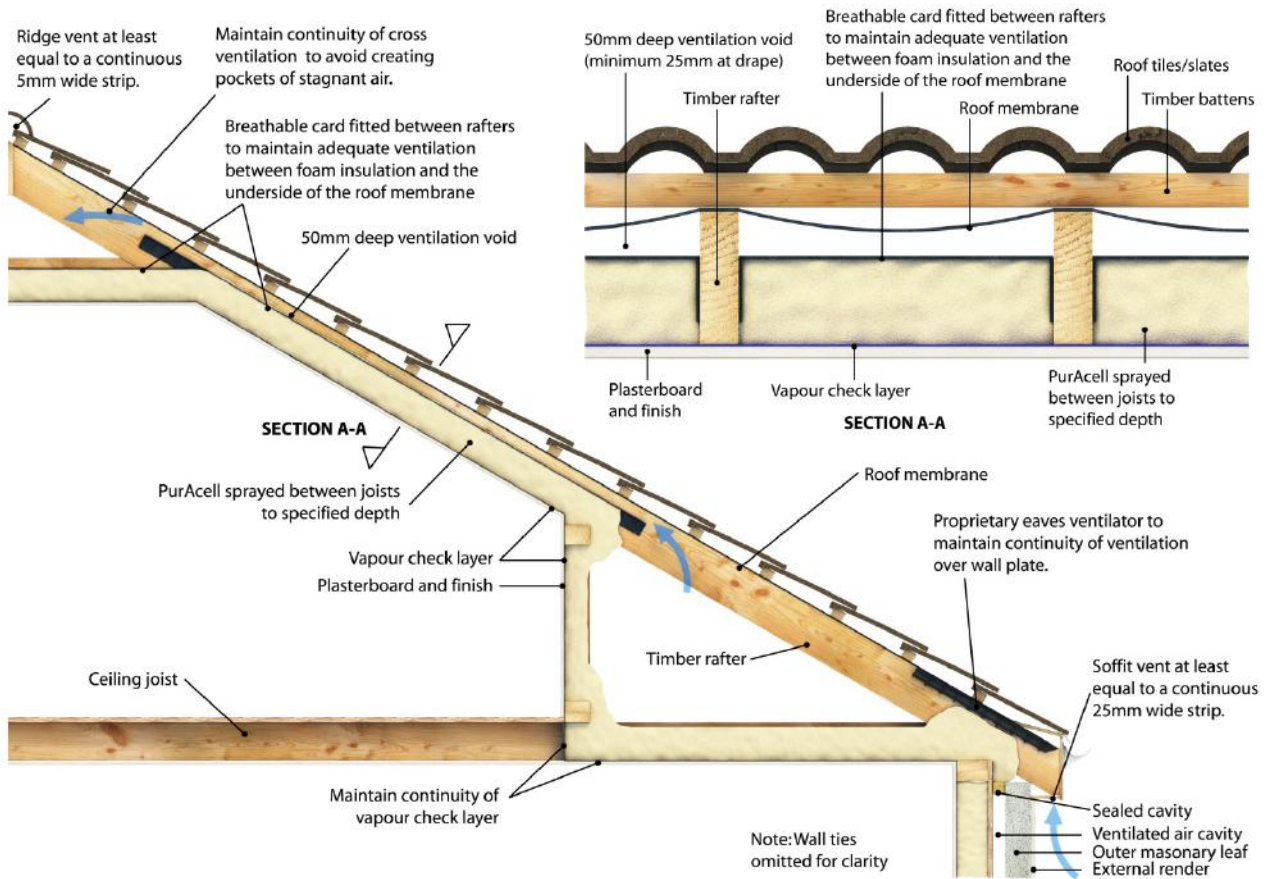 Ridge vent at least
equal to a continuous
5mm wide strip.
Maintain continuity of cross
ventilation to avoid creating
pockets of stagnant air.
Breathable card fitted between rafters
to maintain adequate ventilation
between foam insulation and the
underside of the roof membrane
50mm deep ventilation void
SECTION A-A
PurAcell sprayed between joists
to specified depth
Vapour check layer
Plasterboard and finish
Ceiling joist
Maintain continuity of
vapour check layer
50mm deep ventilation void
(minimum 25mm at drape)
Timber rafter
Breathable card fitted between rafters
to maintain adequate ventilation
between foam insulation and the
underside of the roof membrane
Roof membrane
Roof tiles/slates
Timber battens
Plasterboard
and finish
Vapour check layer
SECTION A-A
PurAcell sprayed
between joists to
specified depth
Roof membrane
Proprietary eaves ventilator to
maintain continuity of ventilation
over wall plate.
Timber rafter
Soffit vent at least
equal to a continuous
25mm wide strip.
Sealed cavity
Ventilated air cavity
Outer masonary leaf
External render
Note: Wall ties
omitted for clarity